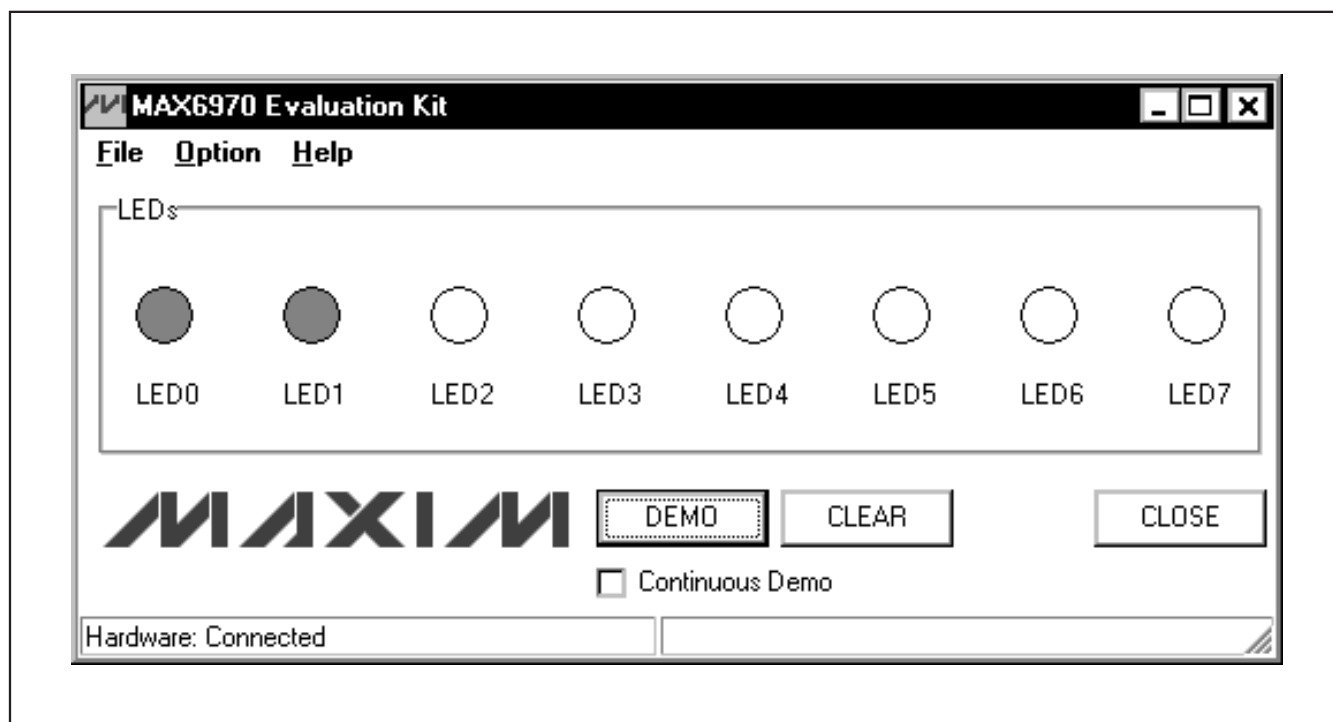 MAX6970 Evaluation Kit
File Option Help
LEDs
LED0 LED1 LED2 LED3 LED4 LED5 LED6 LED7
MAXIM DEMO CLEAR CLOSE
Continuous Demo
Hardware: Connected